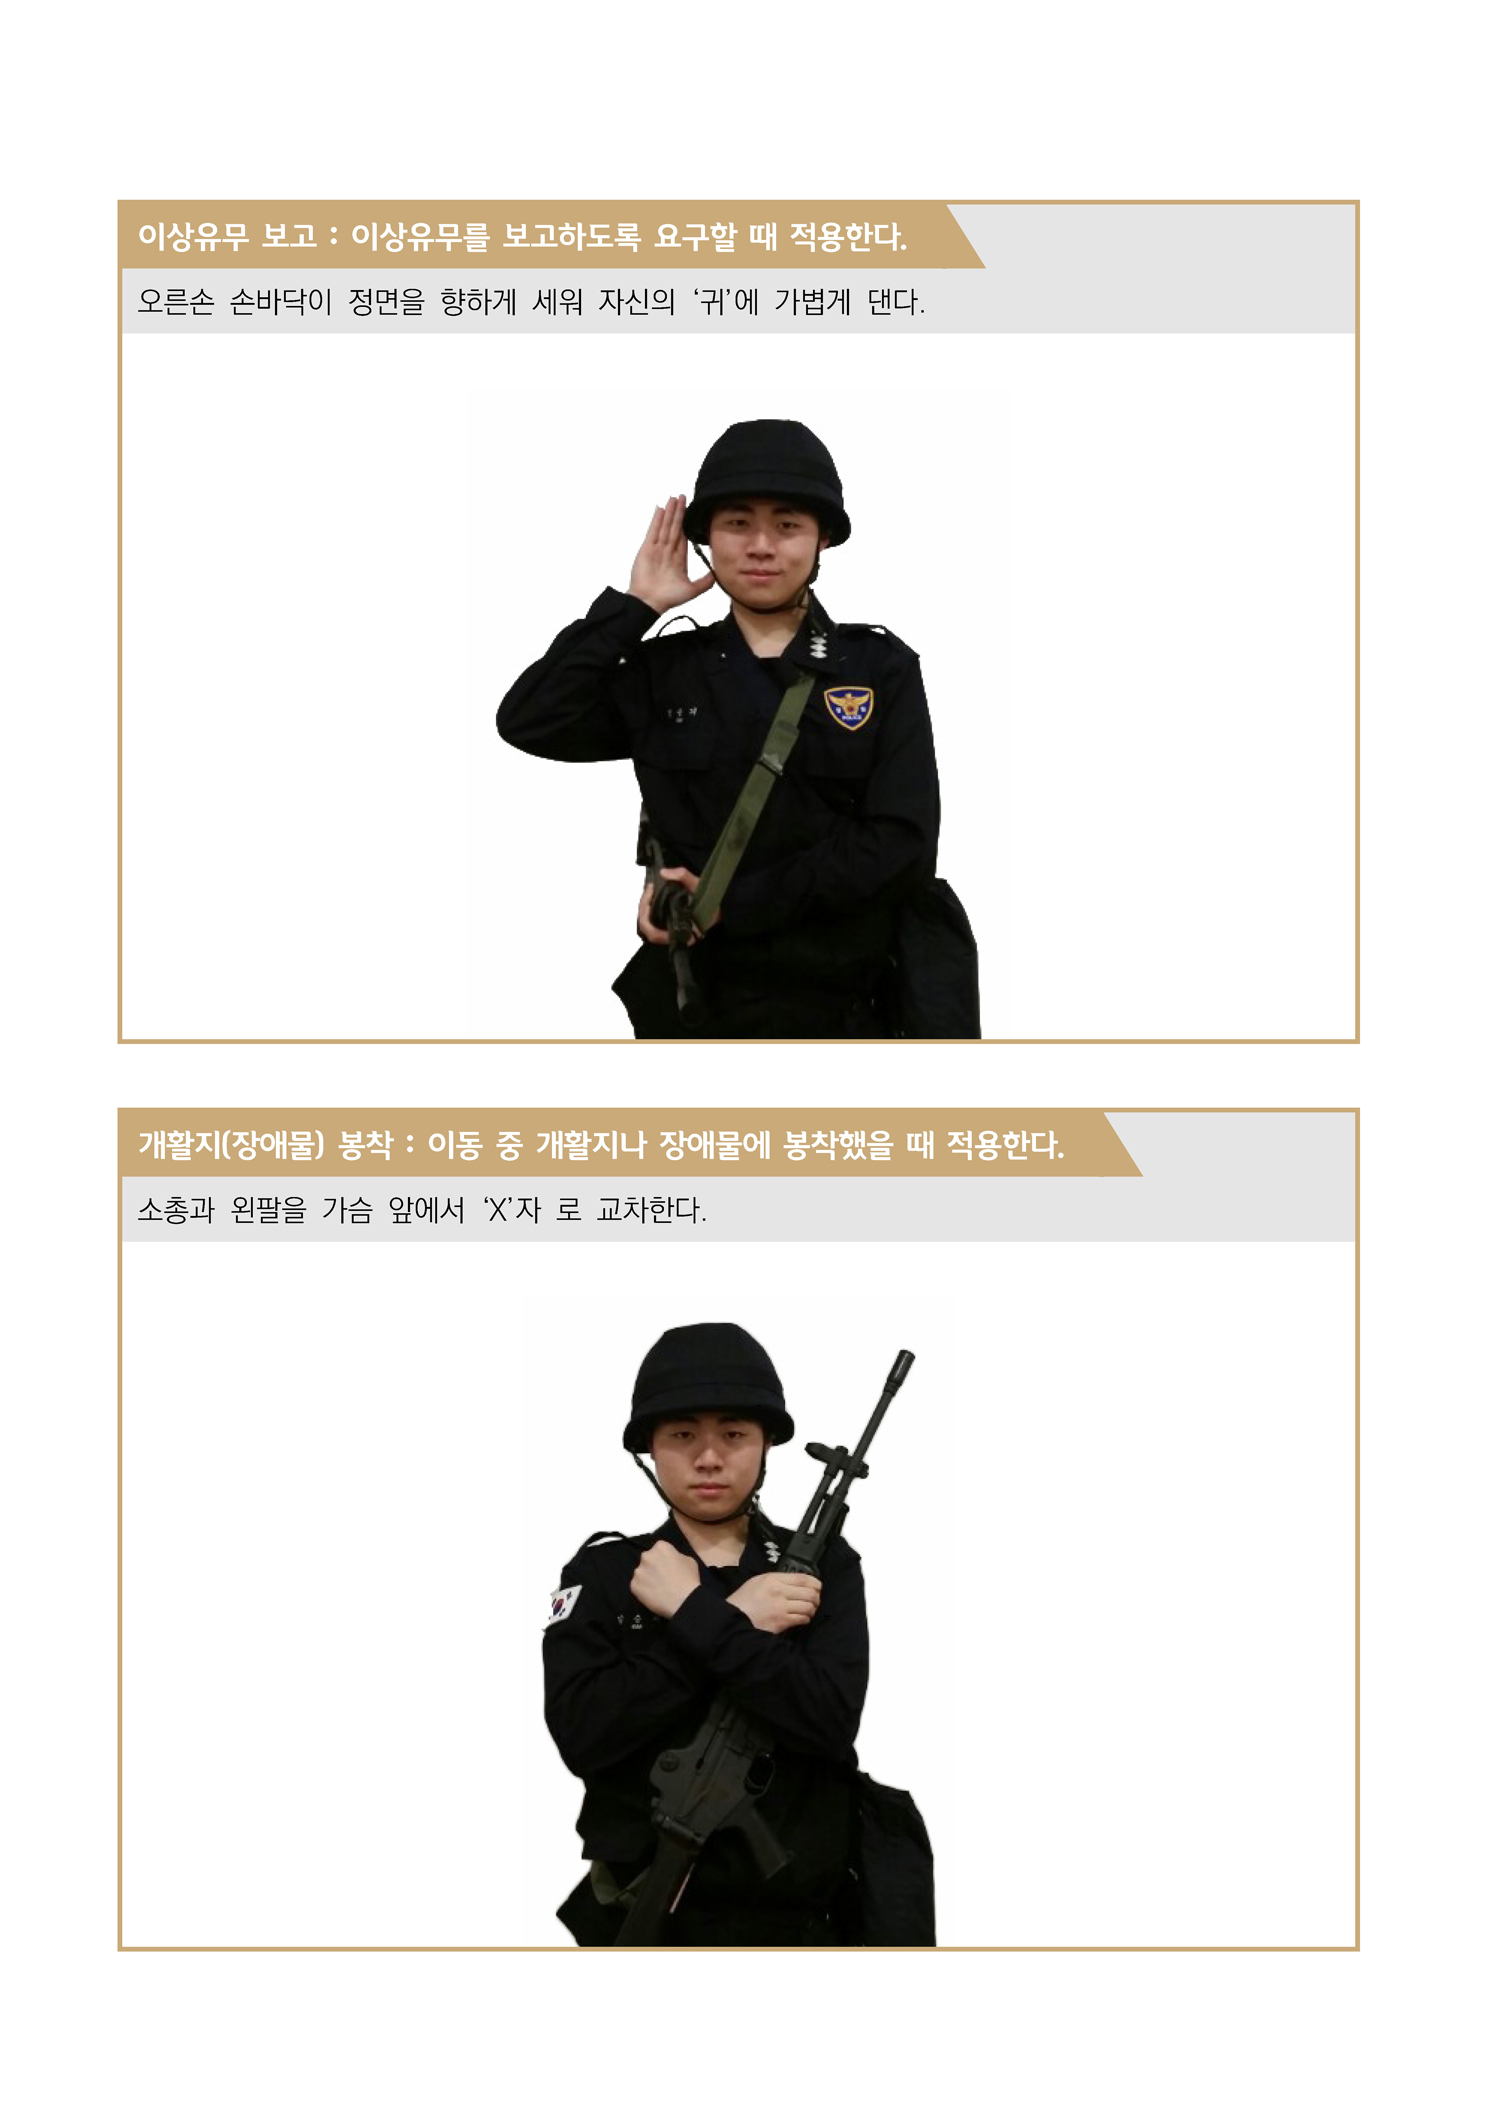 이상유무 보고 : 이상유무를 보고하도록 요구할 때 적용한다.
오른손 손바닥이 정면을 향하게 세워 자신의 ‘귀’에 가볍게 댄다.
POLICE
개활지(장애물) 봉착 : 이동 중 개활지나 장애물에 봉착했을 때 적용한다.
소총과 왼팔을 가슴 앞에서 ‘X’자 로 교차한다.